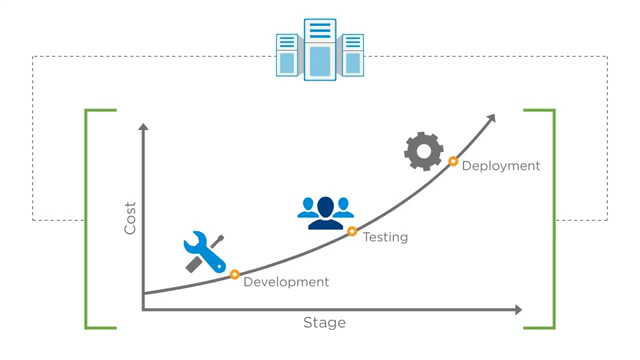 Cost
Deployment
Testing
Development
Stage